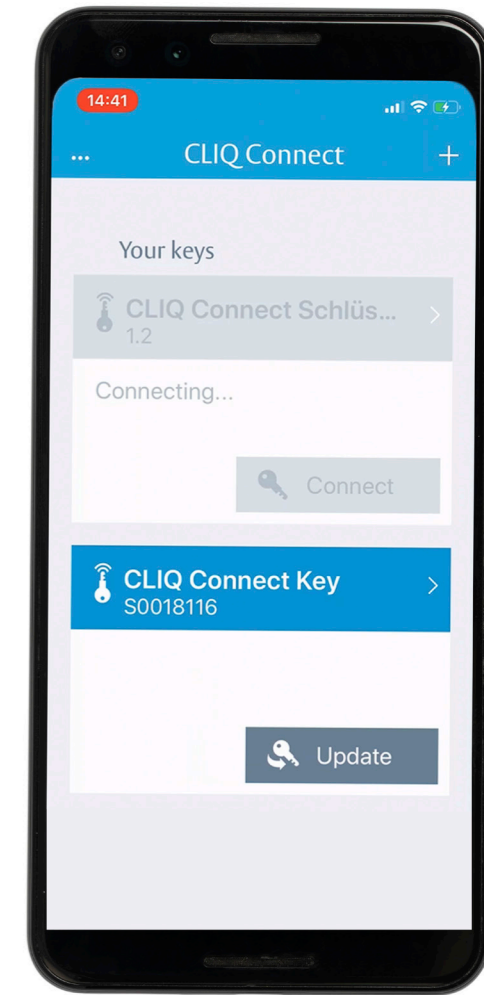 14:41
... CLIQ Connect +
Your keys
CLIQ Connect Schlüs...
1.2
Connecting...
Connect
CLIQ Connect Key
S0018116
Update